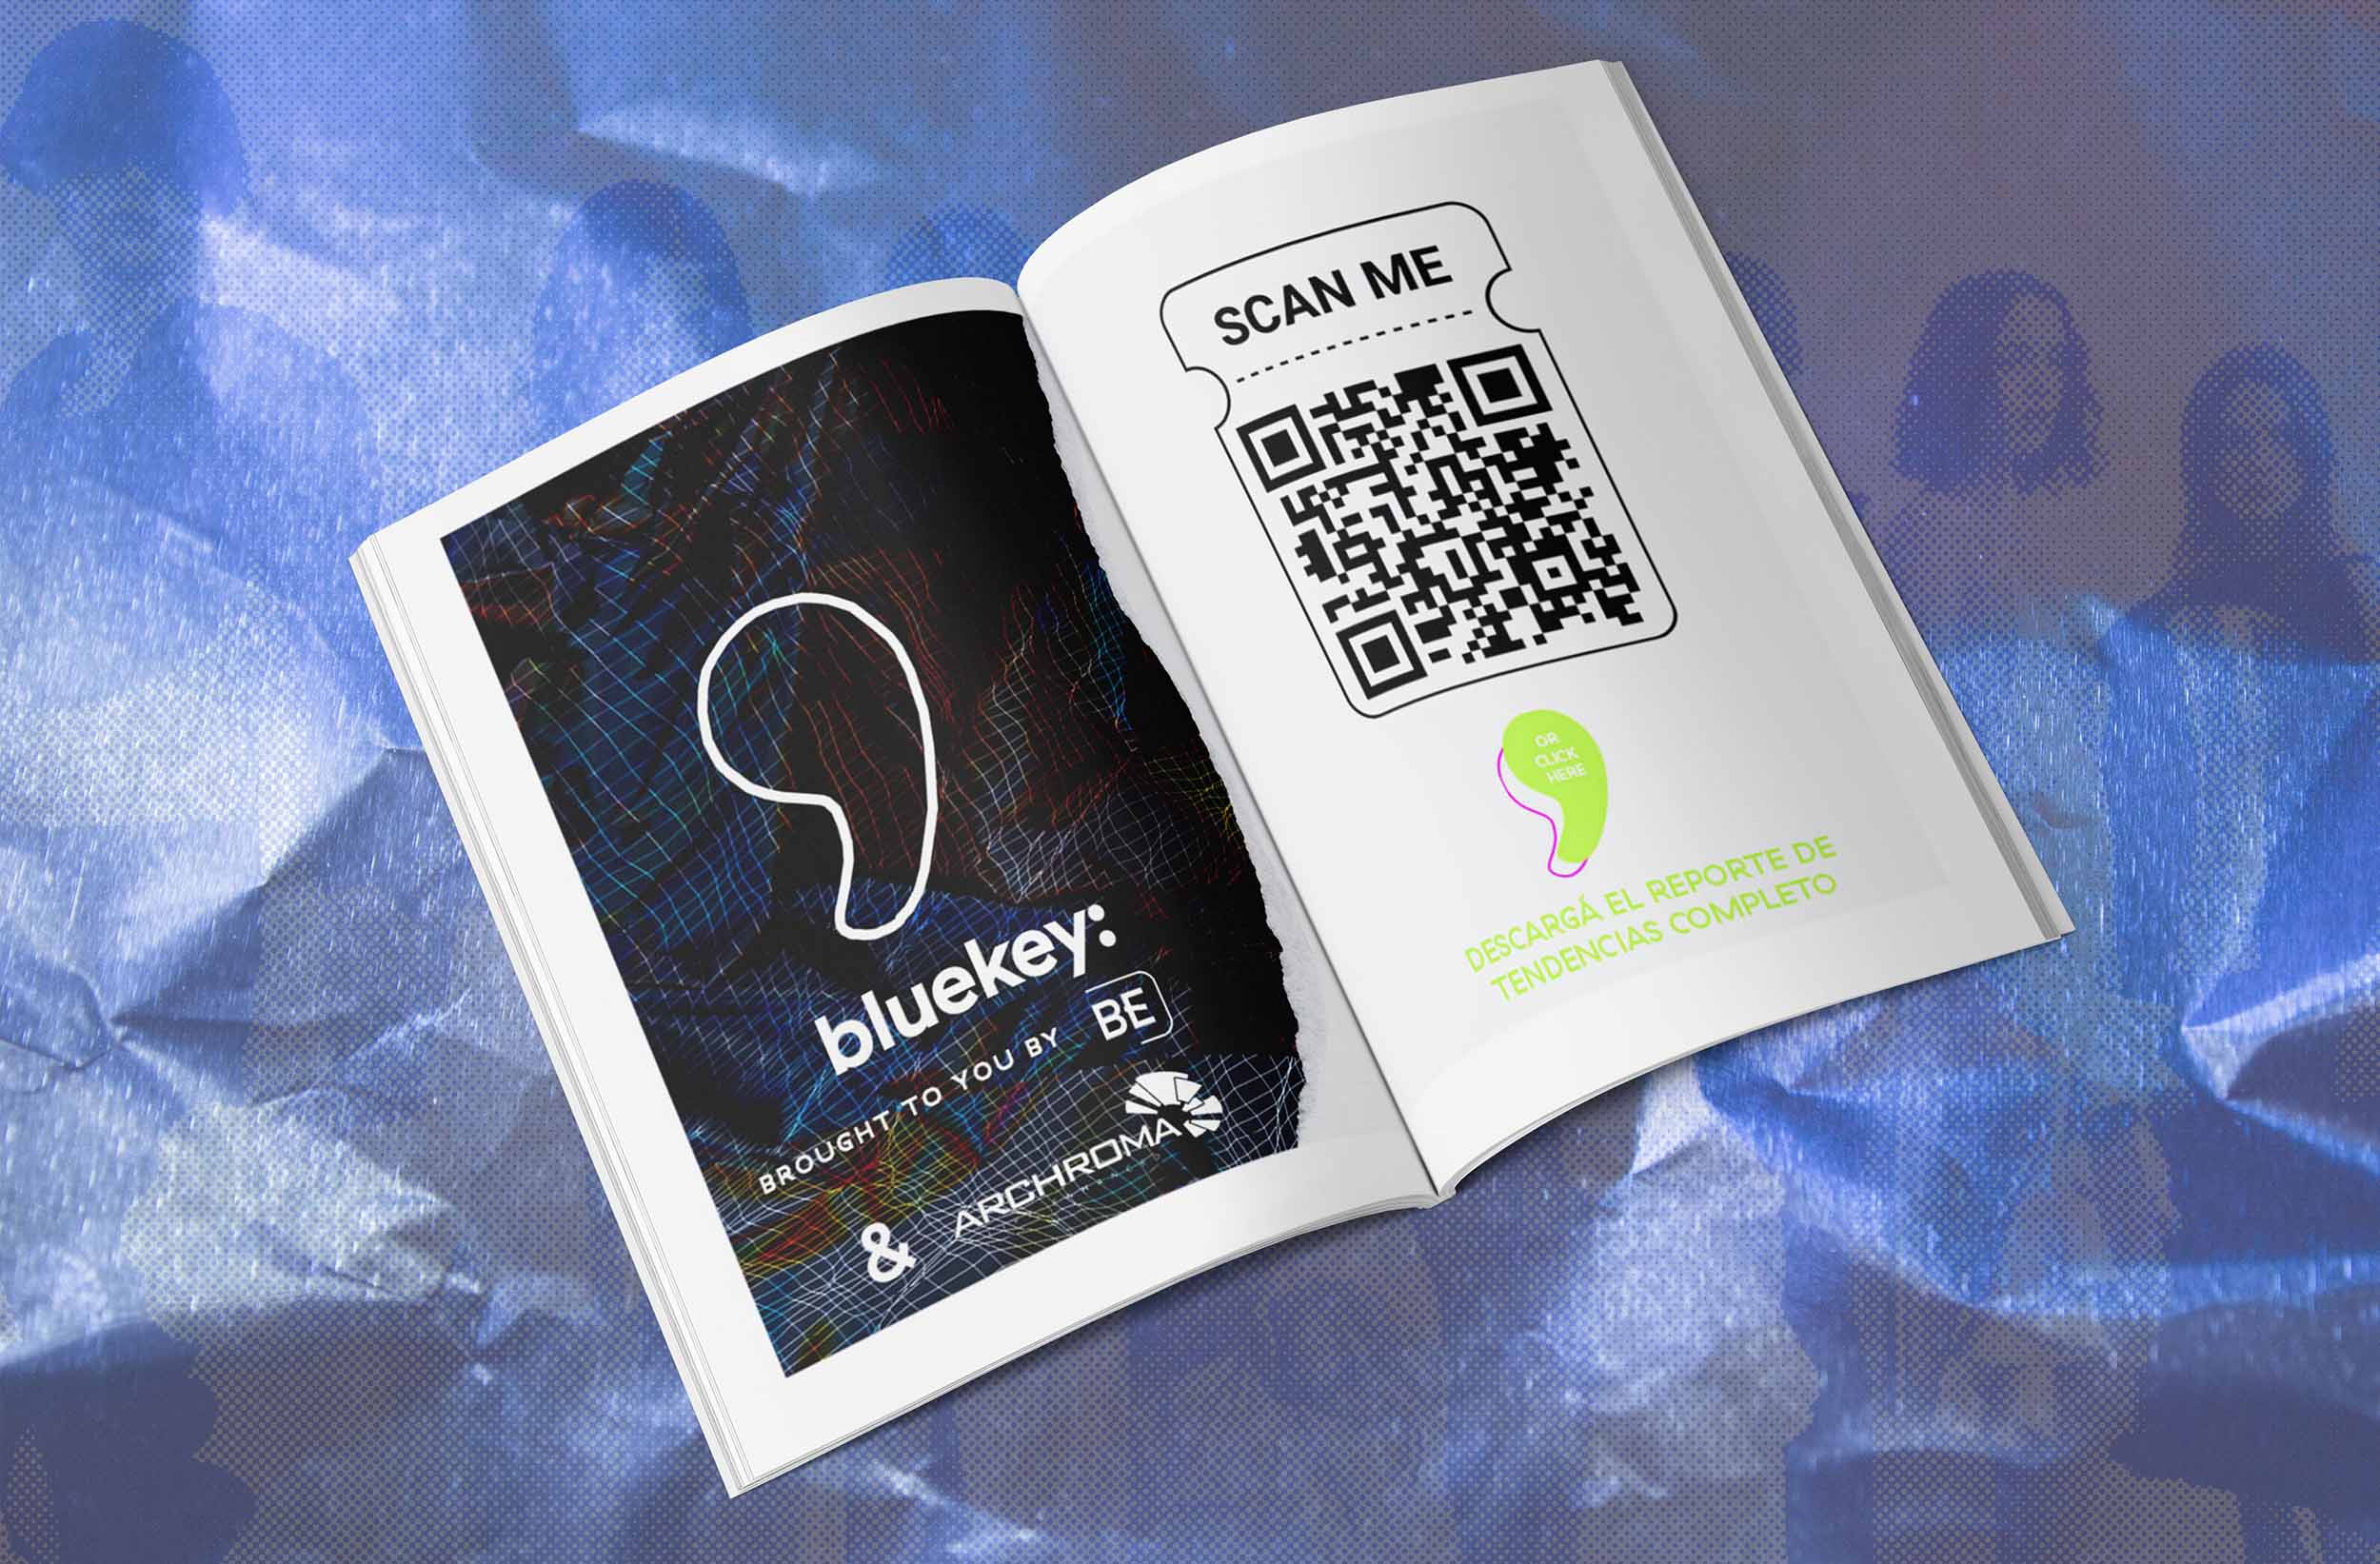 bluekey:
BROUGHT TO YOU BY BE
& ARCHROMA
SCAN ME
OR
CLICK
HERE
DESCARGÁ EL REPORTE DE
TENDENCIAS COMPLETO